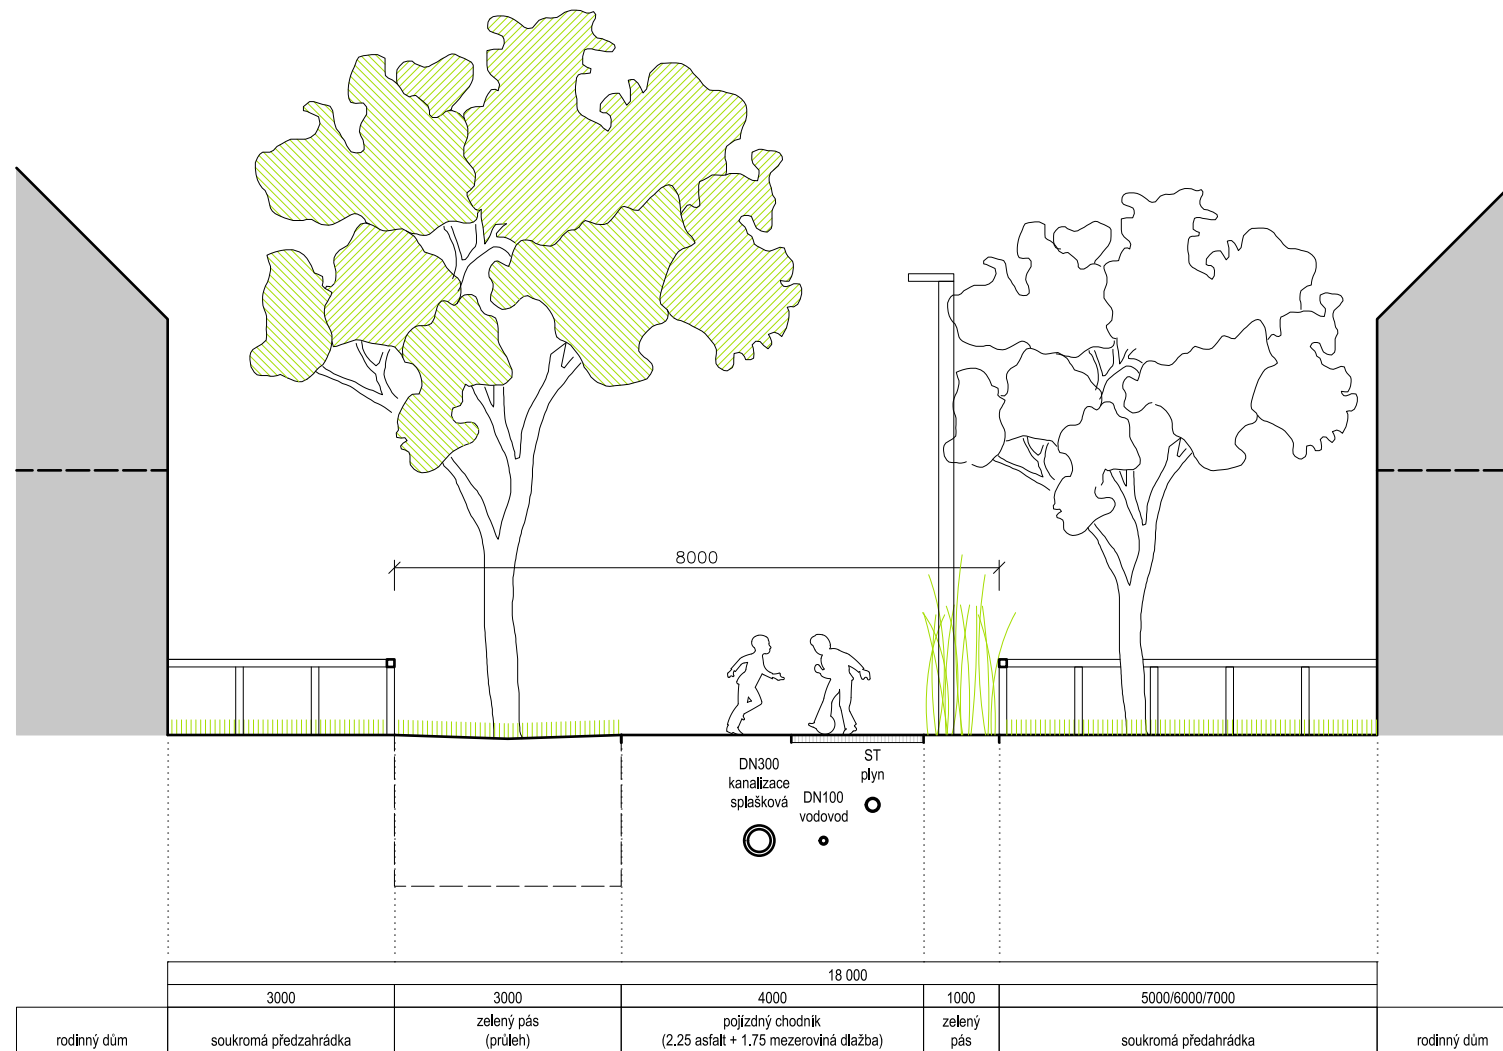 8000
DN300
kanalizace
splašková
DN100
vodovod
ST
plyn
18 000
3000
3000
4000
1000
5000/6000/7000
rodinný dům
soukromá předzahrádka
zelený pás
(průleh)
pojízdný chodník
(2.25 asfalt + 1.75 mezeroviná dlažba)
zelený
pás
soukromá předahrádka
rodinný dům